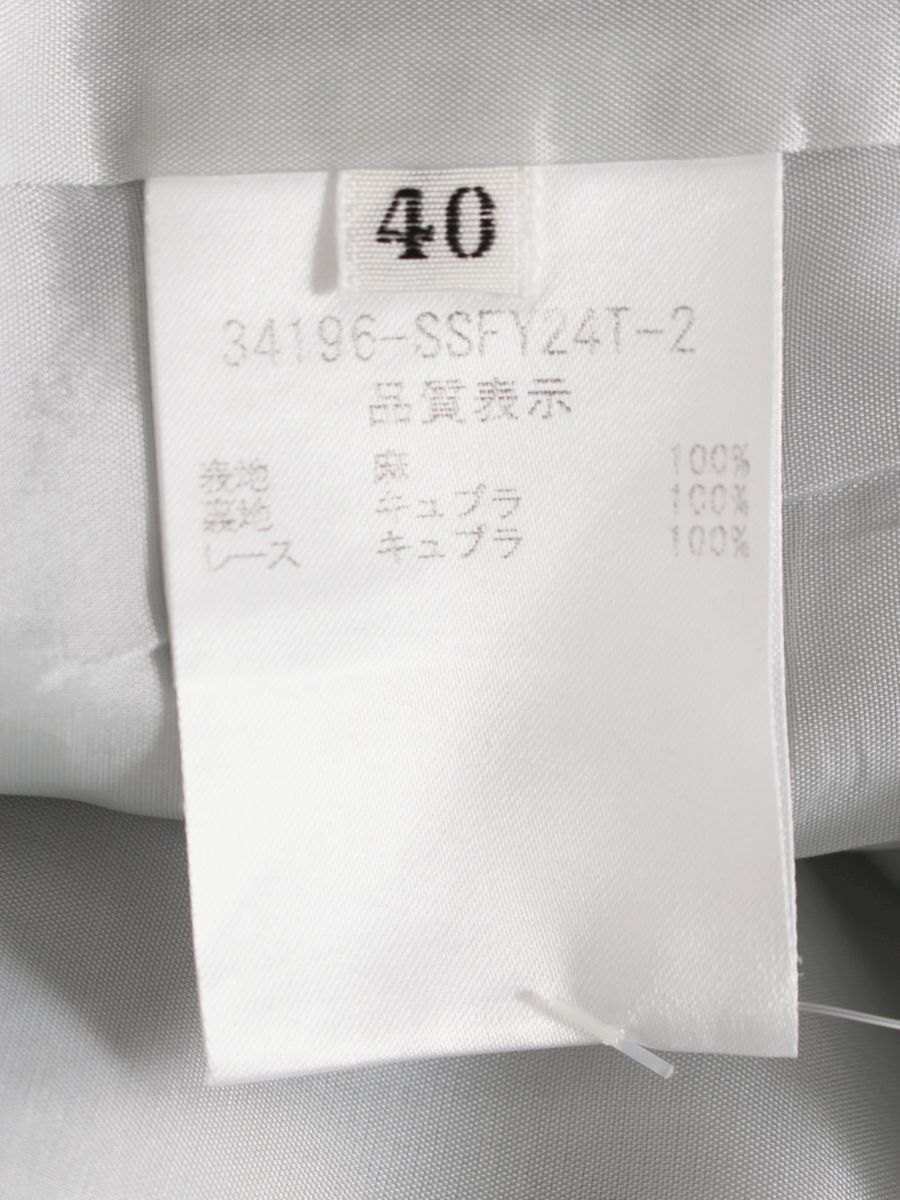 40
34196-SSFY24T-2
品質表示
表地 麻 100%
裏地 キュプラ 100%
レース キュプラ 100%